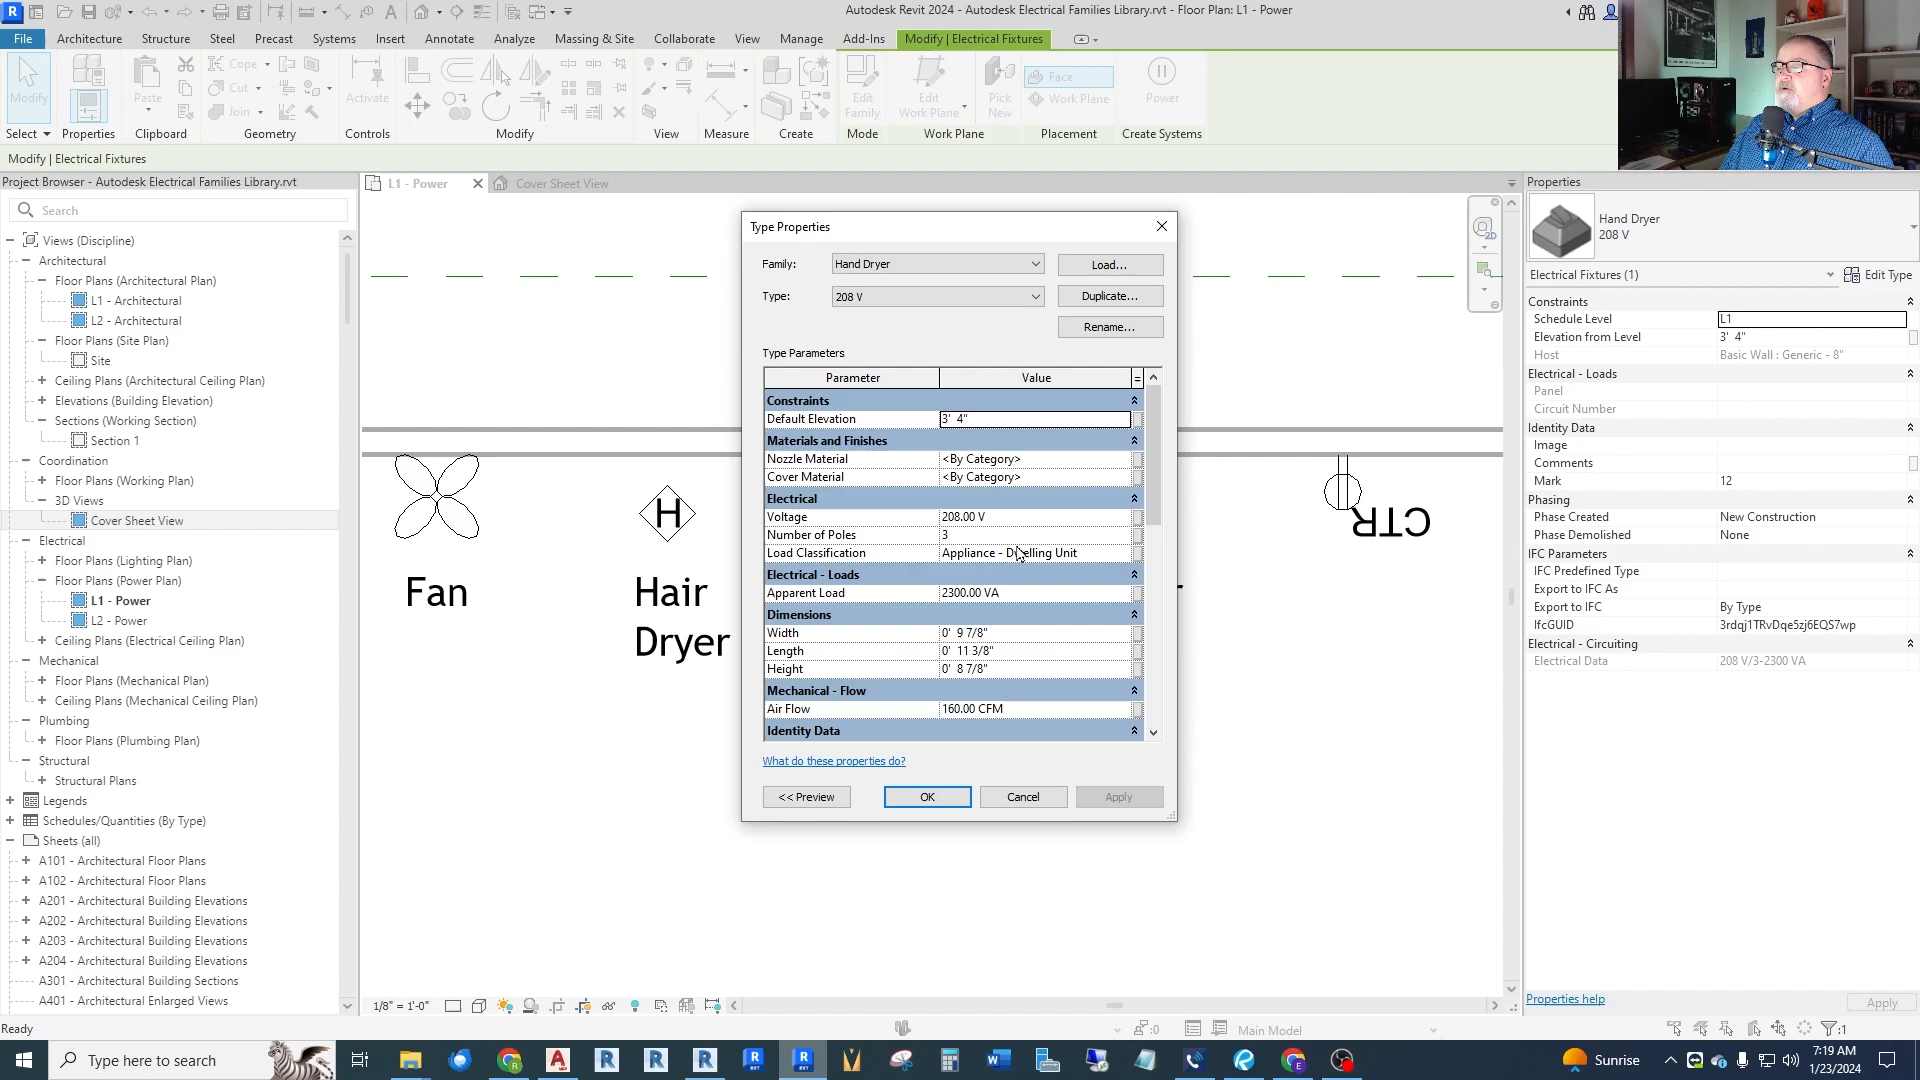 Autodesk Revit 2024 - Autodesk Electrical Families Library.rvt - Floor Plan: L1 - Power
File Architecture Structure Steel Precast Systems Insert Annotate Analyze Massing & Site Collaborate View Manage Add-Ins Modify | Electrical Fixtures
Modify
Paste
Cope
Cut
Join
Activate
Edit Family
Edit Work Plane
Pick New
Face
Work Plane
Power
Select Properties Clipboard Geometry Controls Modify View Measure Create Mode Work Plane Placement Create Systems
Modify | Electrical Fixtures
Project Browser - Autodesk Electrical Families Library.rvt
Search
Views (Discipline)
Architectural
Floor Plans (Architectural Plan)
L1 - Architectural
L2 - Architectural
Floor Plans (Site Plan)
Site
Ceiling Plans (Architectural Ceiling Plan)
Elevations (Building Elevation)
Sections (Working Section)
Section 1
Coordination
Floor Plans (Working Plan)
3D Views
Cover Sheet View
Electrical
Floor Plans (Lighting Plan)
Floor Plans (Power Plan)
L1 - Power
L2 - Power
Ceiling Plans (Electrical Ceiling Plan)
Mechanical
Floor Plans (Mechanical Plan)
Ceiling Plans (Mechanical Ceiling Plan)
Plumbing
Floor Plans (Plumbing Plan)
Structural
Structural Plans
Legends
Schedules/Quantities (By Type)
Sheets (all)
A101 - Architectural Floor Plans
A102 - Architectural Floor Plans
A201 - Architectural Building Elevations
A202 - Architectural Building Elevations
A203 - Architectural Building Elevations
A204 - Architectural Building Elevations
A301 - Architectural Building Sections
A401 - Architectural Enlarged Views
L1 - Power
Cover Sheet View
Fan
H
Hair
Dryer
CTR
2D
Type Properties
Family: Hand Dryer Load...
Type: 208 V Duplicate...
Rename...
Type Parameters
Parameter Value =
Constraints
Default Elevation 3' 4"
Materials and Finishes
Nozzle Material <By Category>
Cover Material <By Category>
Electrical
Voltage 208.00 V
Number of Poles 3
Load Classification Appliance - Dwelling Unit
Electrical - Loads
Apparent Load 2300.00 VA
Dimensions
Width 0' 9 7/8"
Length 0' 11 3/8"
Height 0' 8 7/8"
Mechanical - Flow
Air Flow 160.00 CFM
Identity Data
What do these properties do?
<< Preview OK Cancel Apply
Properties
Hand Dryer
208 V
Electrical Fixtures (1) Edit Type
Constraints
Schedule Level L1
Elevation from Level 3' 4"
Host Basic Wall : Generic - 8"
Electrical - Loads
Panel
Circuit Number
Identity Data
Image
Comments
Mark 12
Phasing
Phase Created New Construction
Phase Demolished None
IFC Parameters
IFC Predefined Type
Export to IFC As
Export to IFC By Type
IfcGUID 3rdqj1TRvDqe5zj6EQS7wp
Electrical - Circuiting
Electrical Data 208 V/3-2300 VA
Properties help Apply
1/8" = 1'-0"
Ready
:0 Main Model :1
Type here to search
Sunrise
7:19 AM
1/23/2024